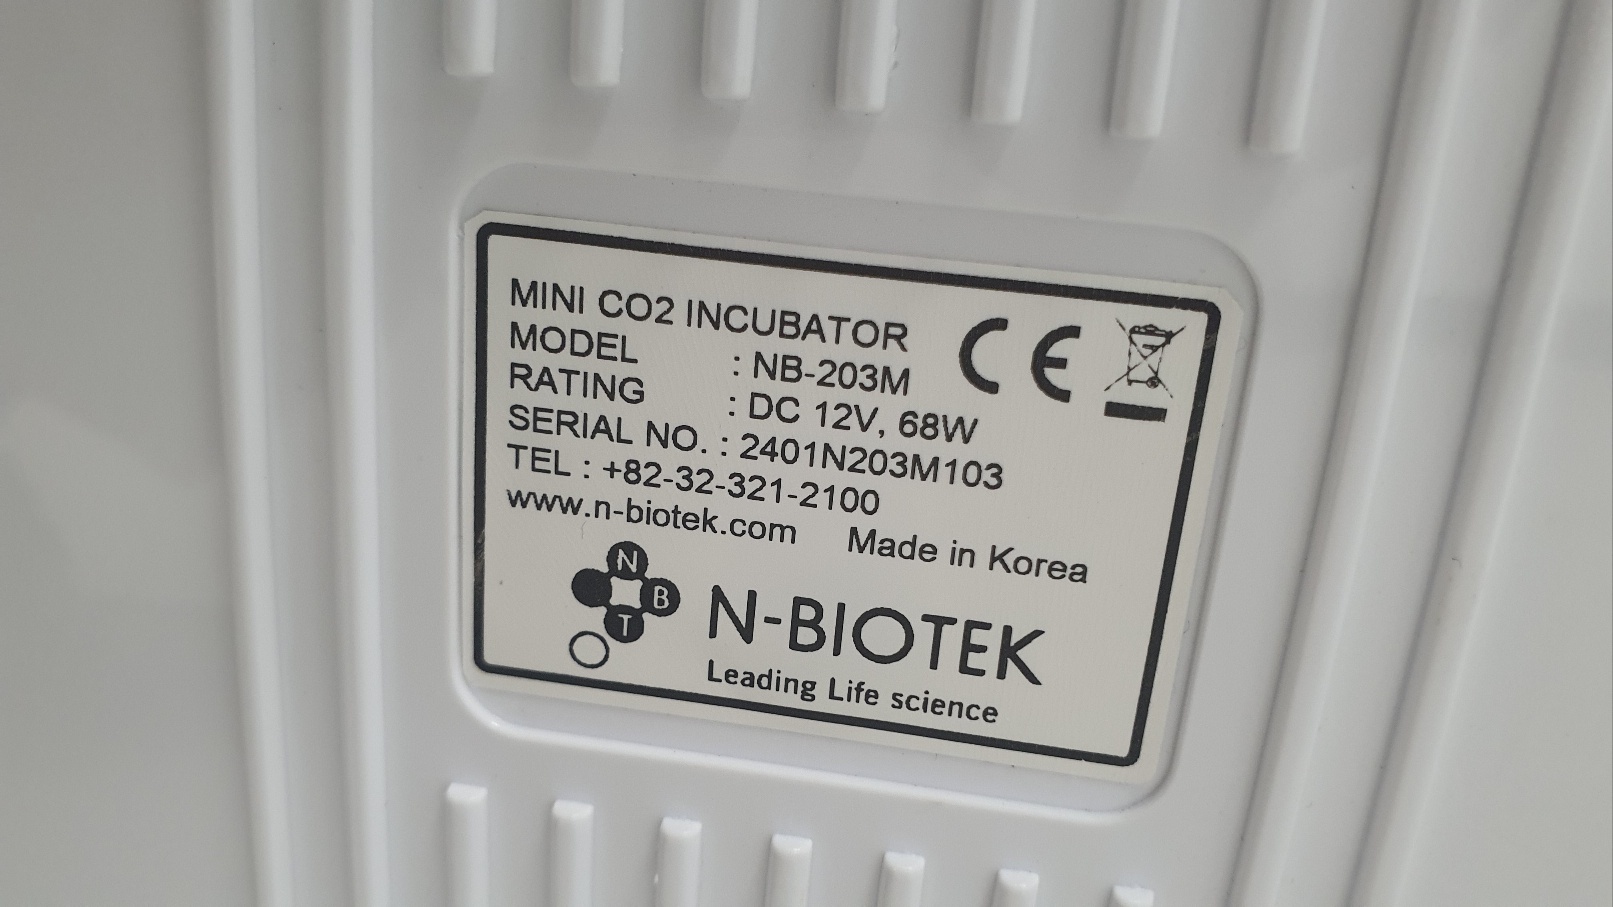 MINI CO2 INCUBATOR
CE
MODEL : NB-203M
RATING : DC 12V, 68W
SERIAL NO. : 2401N203M103
TEL : +82-32-321-2100
www.n-biotek.com Made in Korea
N
B
T
N-BIOTEK
Leading Life science